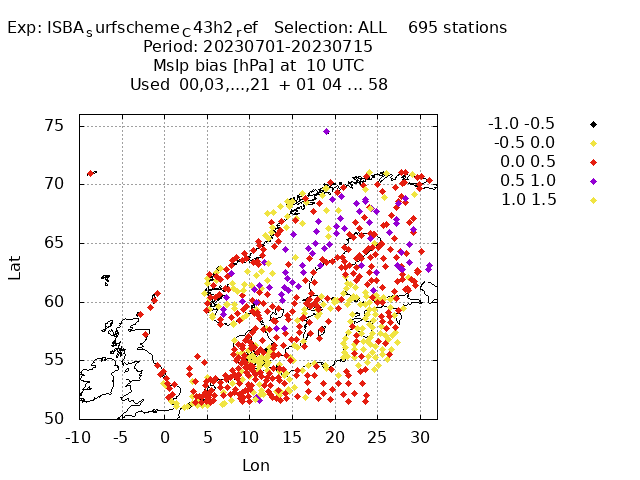 Exp: ISBA_surfscheme_C43h2_ref   Selection: ALL    695 stations
Period: 20230701-20230715
Mslp bias [hPa] at  10 UTC
Used  00,03,...,21  + 01 04 ... 58
-1.0 -0.5
-0.5 0.0
0.0 0.5
0.5 1.0
1.0 1.5
75
70
65
60
55
50
Lat
-10 -5 0 5 10 15 20 25 30
Lon